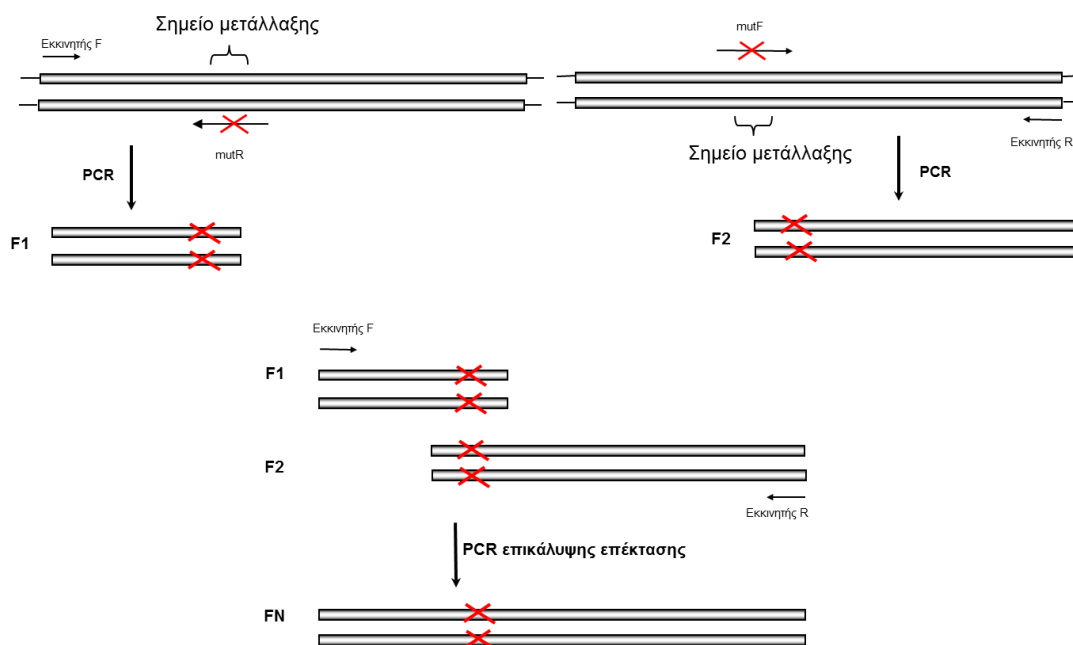 Σημείο μετάλλαξης
Εκκινητής F
mutR
PCR
F1
mutF
Σημείο μετάλλαξης
Εκκινητής R
PCR
F2
Εκκινητής F
F1
F2
Εκκινητής R
PCR επικάλυψης επέκτασης
FN